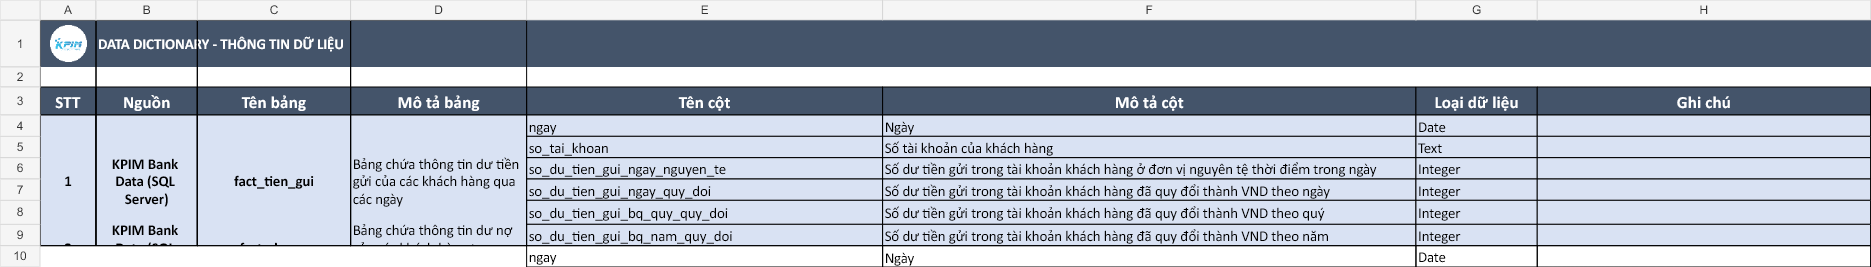 A B C D E F G H
1 KPIM DATA DICTIONARY - THÔNG TIN DỮ LIỆU
2
3 STT Nguồn Tên bảng Mô tả bảng Tên cột Mô tả cột Loại dữ liệu Ghi chú
4 ngay Ngày Date
5 so_tai_khoan Số tài khoản của khách hàng Text
KPIM Bank Bảng chứa thông tin dư tiền
6 so_du_tien_gui_ngay_nguyen_te Số dư tiền gửi trong tài khoản khách hàng ở đơn vị nguyên tệ thời điểm trong ngày Integer
1 Data (SQL fact_tien_gui gửi của các khách hàng qua
7 so_du_tien_gui_ngay_quy_doi Số dư tiền gửi trong tài khoản khách hàng đã quy đổi thành VND theo ngày Integer
Server) các ngày
8 so_du_tien_gui_bq_quy_quy_doi Số dư tiền gửi trong tài khoản khách hàng đã quy đổi thành VND theo quý Integer
KPIM Bank Bảng chứa thông tin dư nợ
9 so_du_tien_gui_bq_nam_quy_doi Số dư tiền gửi trong tài khoản khách hàng đã quy đổi thành VND theo năm Integer
10 ngay Ngày Date